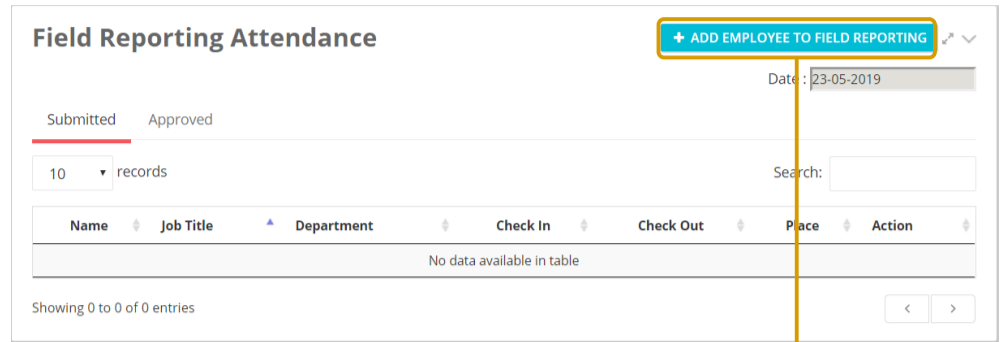 Field Reporting Attendance
+ ADD EMPLOYEE TO FIELD REPORTING
Date : 23-05-2019
Submitted Approved
10 records Search:
Name Job Title Department Check In Check Out Place Action
No data available in table
Showing 0 to 0 of 0 entries